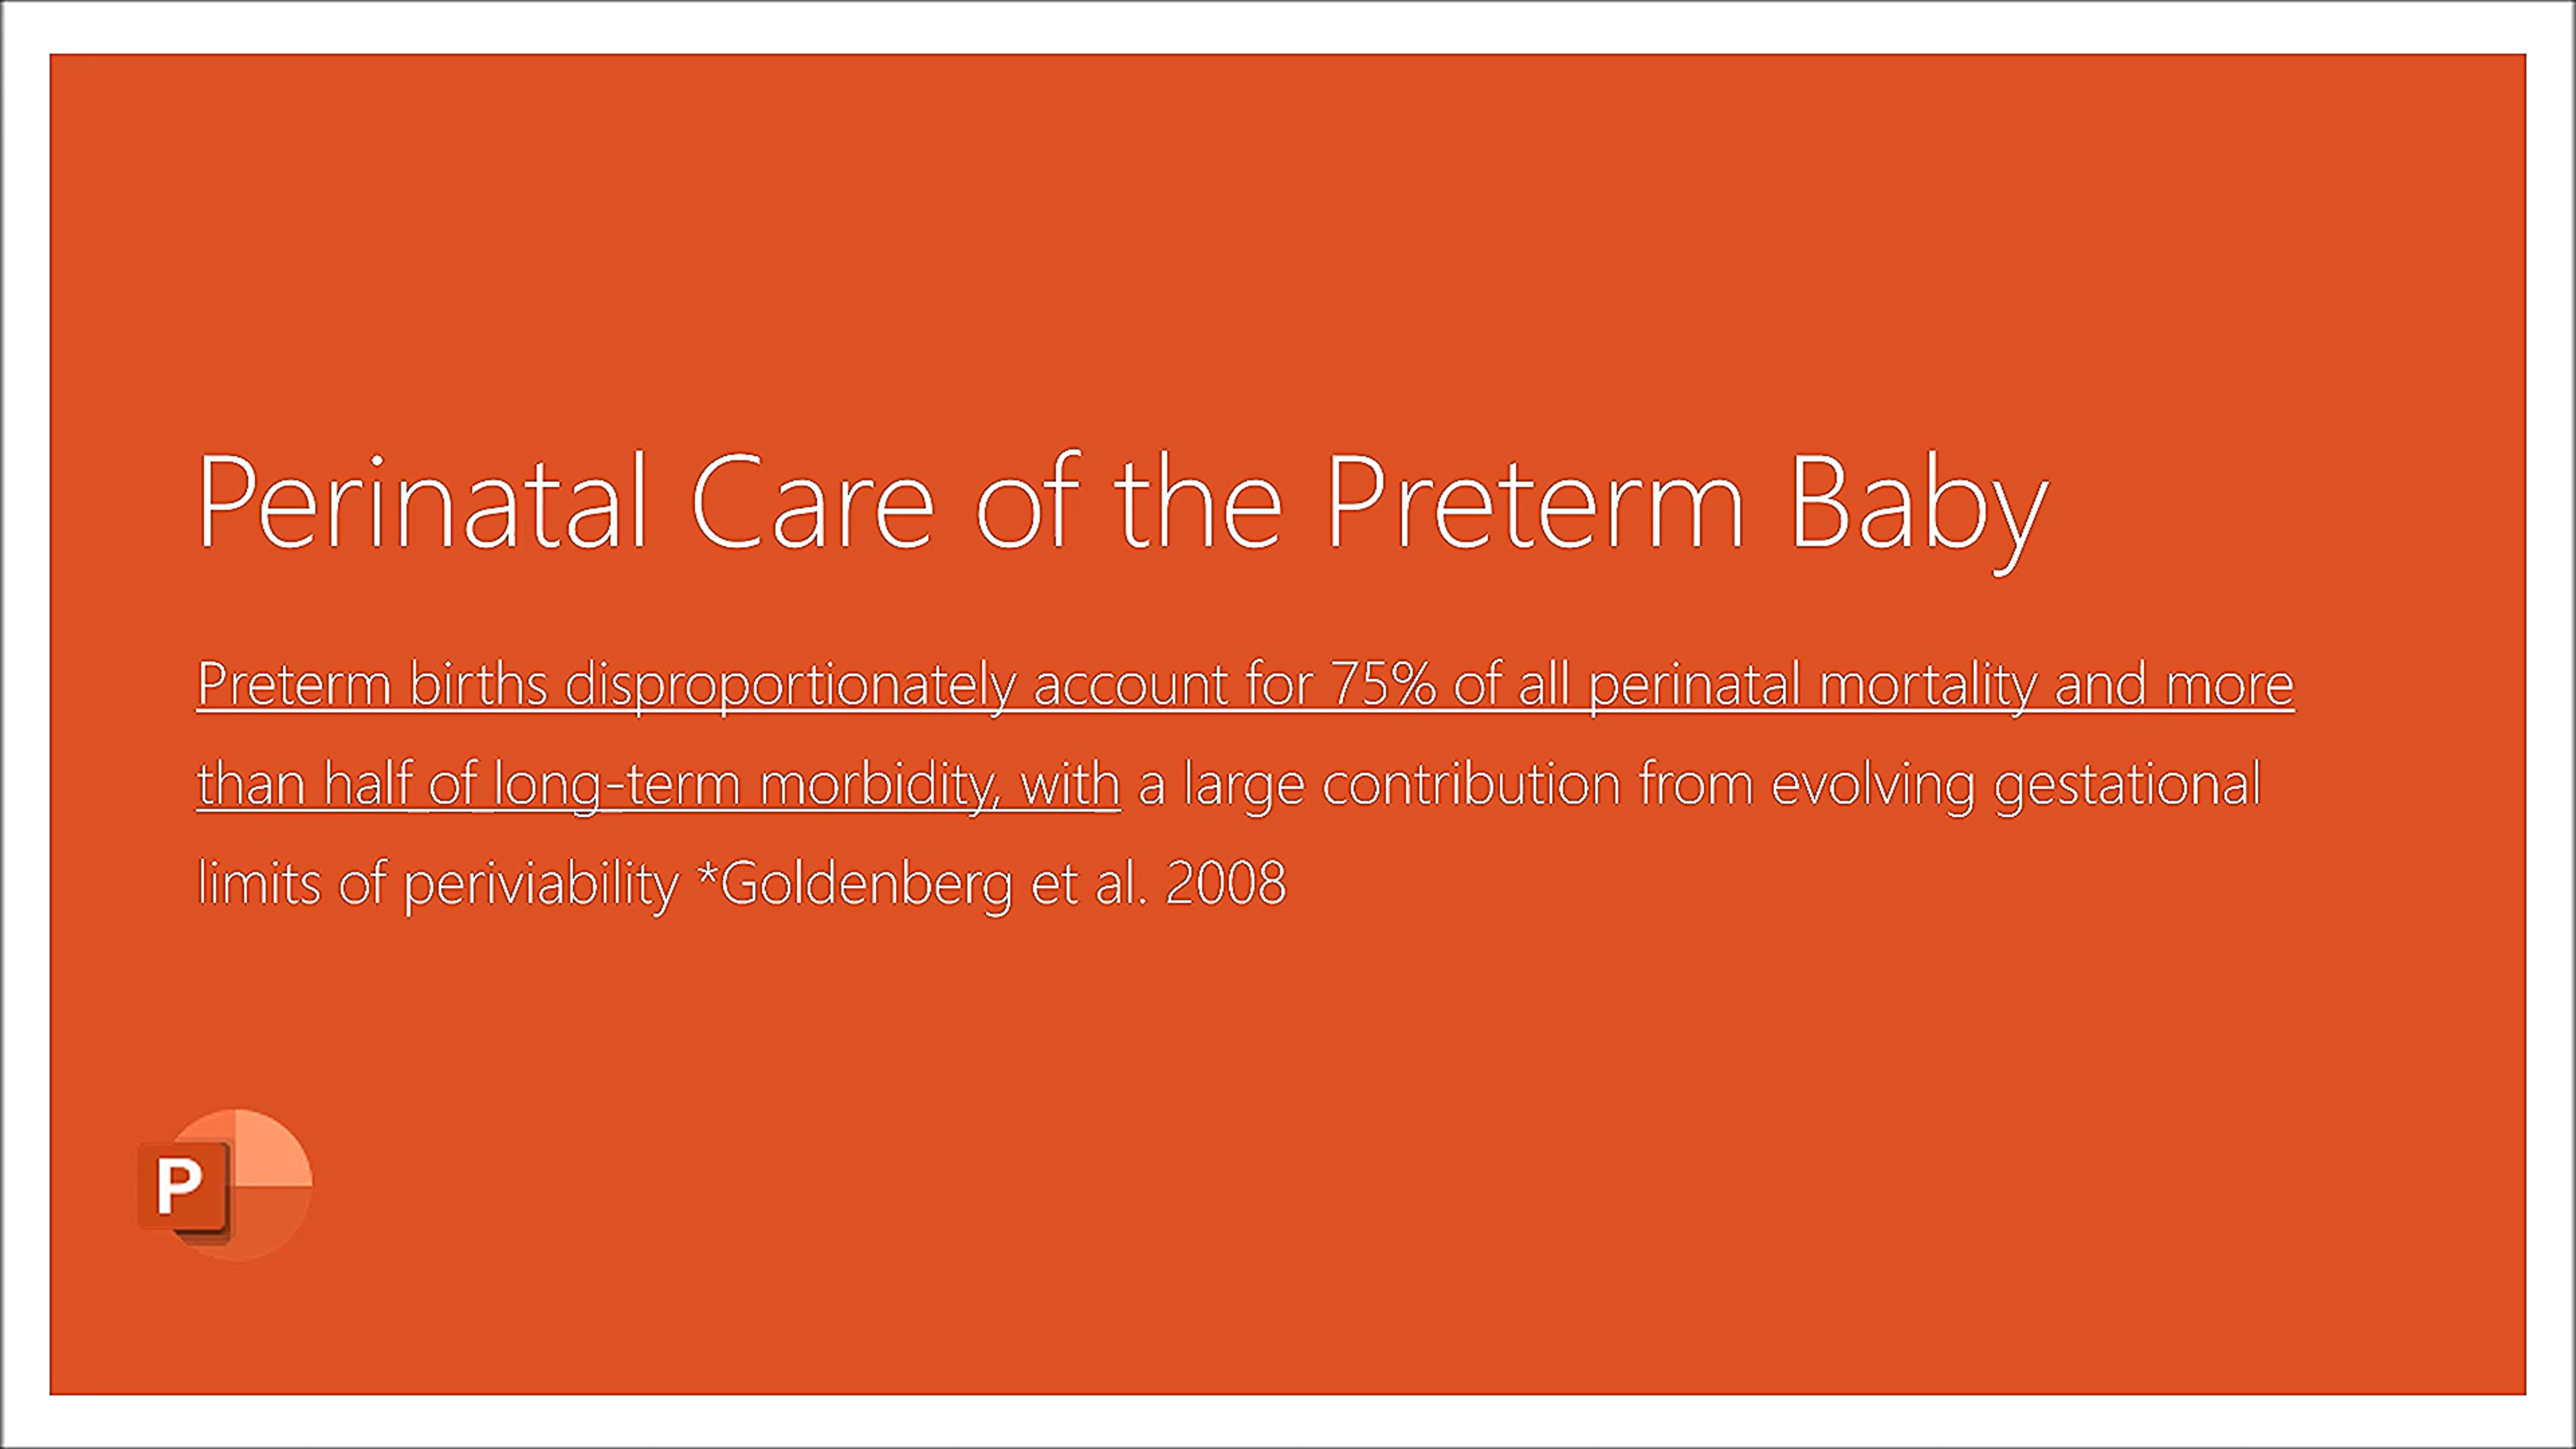 Perinatal Care of the Preterm Baby
Preterm births disproportionately account for 75% of all perinatal mortality and more
than half of long-term morbidity, with a large contribution from evolving gestational
limits of periviability *Goldenberg et al. 2008
P